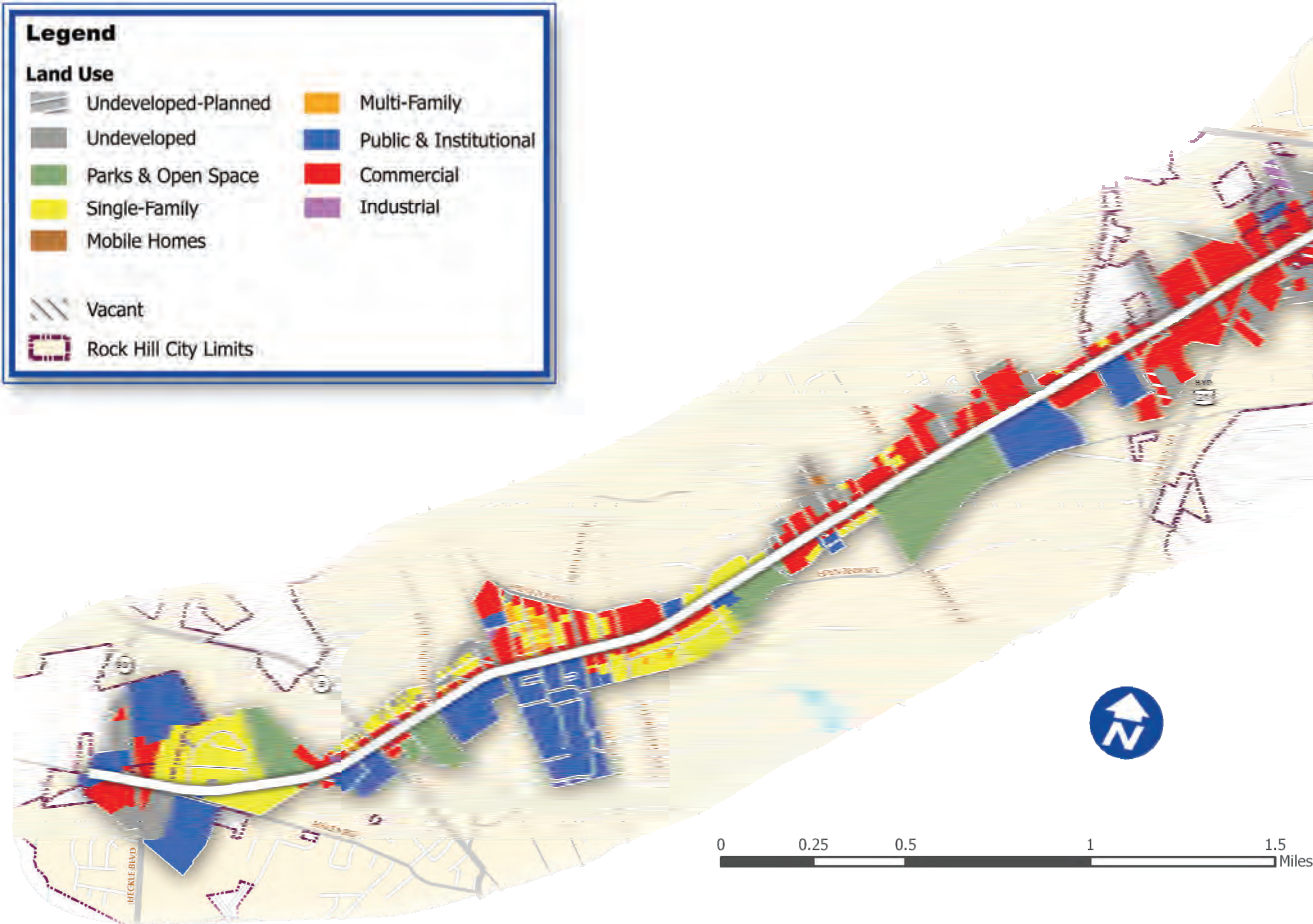 Legend
Land Use
Undeveloped-Planned
Undeveloped
Parks & Open Space
Single-Family
Mobile Homes
Multi-Family
Public & Institutional
Commercial
Industrial
Vacant
Rock Hill City Limits
HECKLE BLVD
N
0 0.25 0.5 1 1.5
Miles